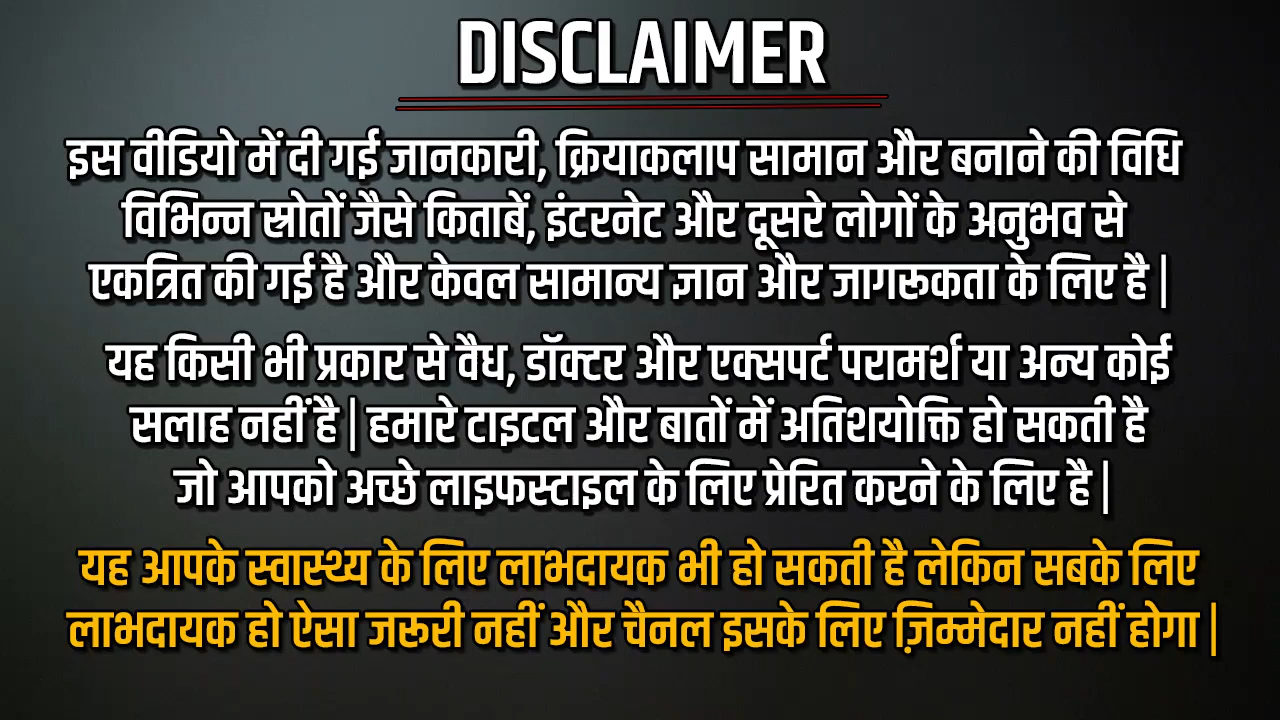 DISCLAIMER
इस वीडियो में दी गई जानकारी, क्रियाकलाप सामान और बनाने की विधि
विभिन्न स्रोतों जैसे किताबें, इंटरनेट और दूसरे लोगों के अनुभव से
एकत्रित की गई है और केवल सामान्य ज्ञान और जागरूकता के लिए है |
यह किसी भी प्रकार से वैध, डॉक्टर और एक्सपर्ट परामर्श या अन्य कोई
सलाह नहीं है | हमारे टाइटल और बातों में अतिशयोक्ति हो सकती है
जो आपको अच्छे लाइफस्टाइल के लिए प्रेरित करने के लिए है |
यह आपके स्वास्थ्य के लिए लाभदायक भी हो सकती है लेकिन सबके लिए
लाभदायक हो ऐसा जरूरी नहीं और चैनल इसके लिए ज़िम्मेदार नहीं होगा |